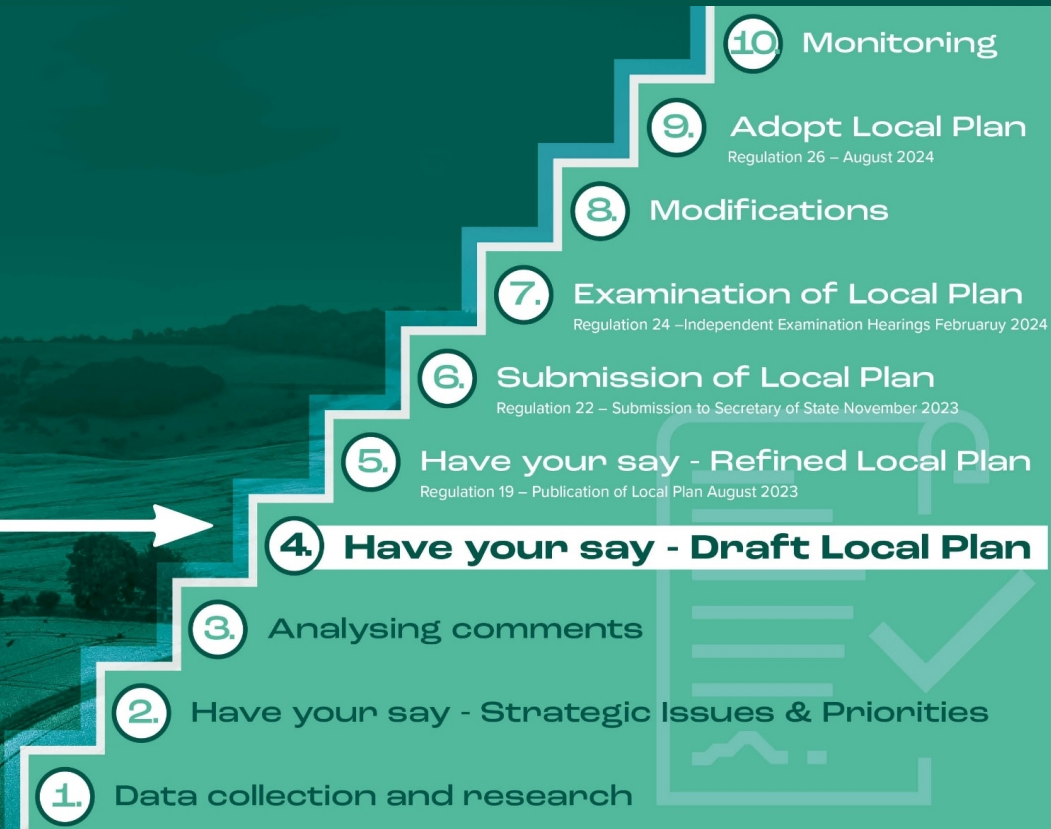 10. Monitoring
9. Adopt Local Plan
Regulation 26 – August 2024
8. Modifications
7. Examination of Local Plan
Regulation 24 –Independent Examination Hearings Februaruy 2024
6. Submission of Local Plan
Regulation 22 – Submission to Secretary of State November 2023
5. Have your say - Refined Local Plan
Regulation 19 – Publication of Local Plan August 2023
4. Have your say - Draft Local Plan
3. Analysing comments
2. Have your say - Strategic Issues & Priorities
1. Data collection and research